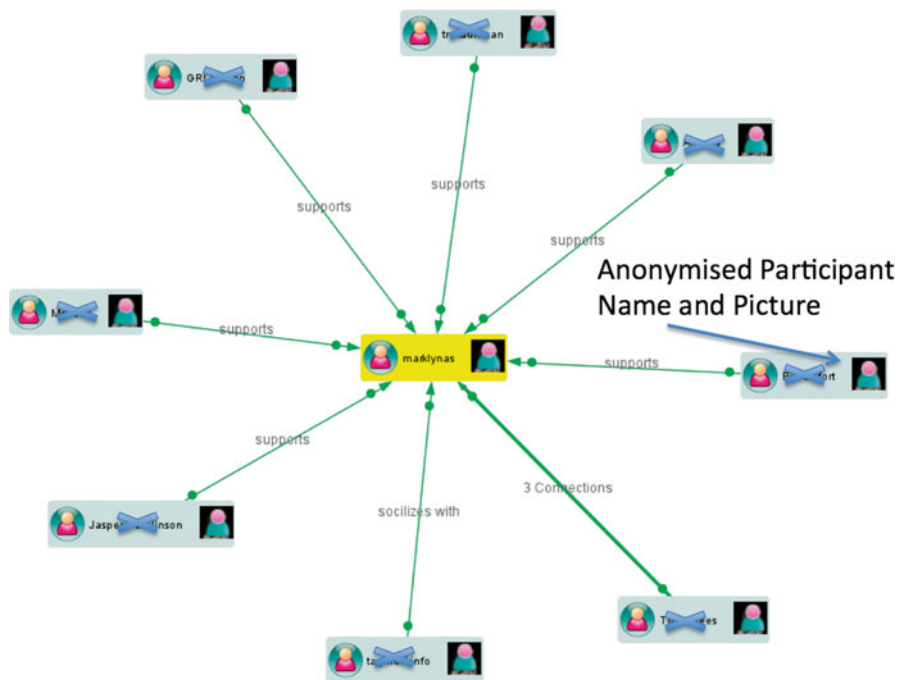 supports
supports
supports
Anonymised Participant
Name and Picture
supports
marklynas
supports
supports
3 Connections
socilizes with